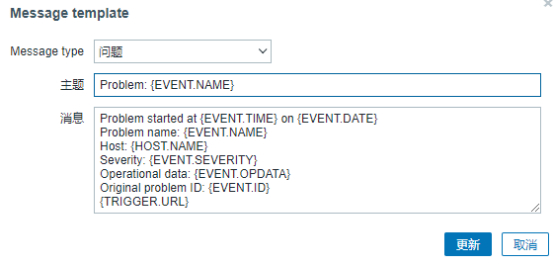 Message template
Message type 问题
主题 Problem: {EVENT.NAME}
消息 Problem started at {EVENT.TIME} on {EVENT.DATE}
Problem name: {EVENT.NAME}
Host: {HOST.NAME}
Severity: {EVENT.SEVERITY}
Operational data: {EVENT.OPDATA}
Original problem ID: {EVENT.ID}
{TRIGGER.URL}
更新 取消